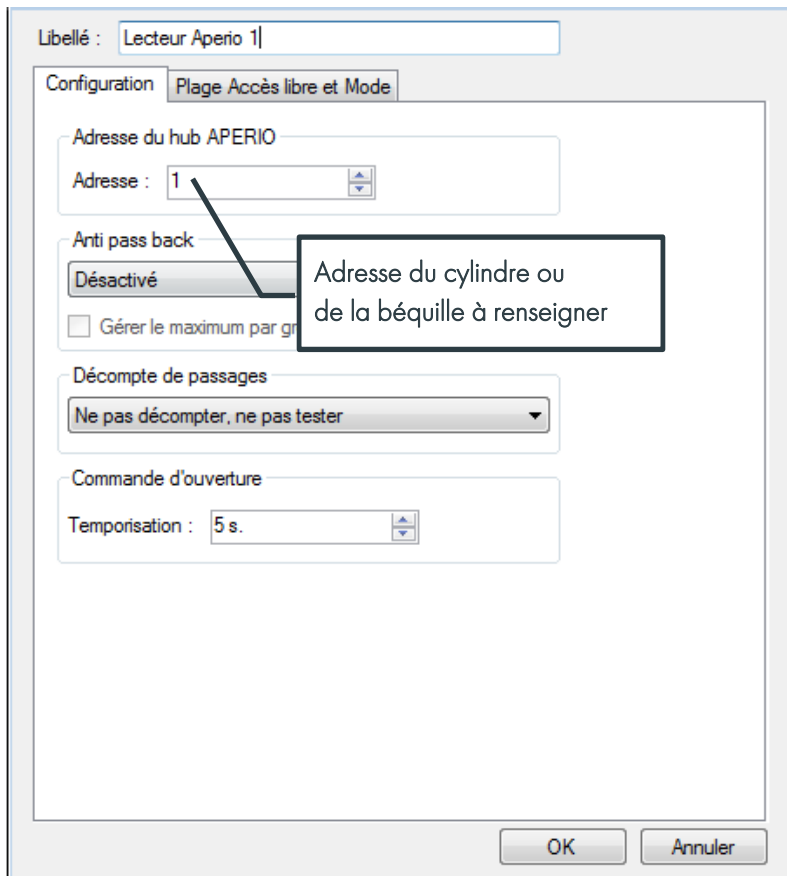 Libellé : Lecteur Aperio 1
Configuration Plage Accès libre et Mode
Adresse du hub APERIO
Adresse : 1
Anti pass back
Désactivé
Adresse du cylindre ou
de la béquille à renseigner
Gérer le maximum par gr
Décompte de passages
Ne pas décompter, ne pas tester
Commande d'ouverture
Temporisation : 5 s.
OK Annuler